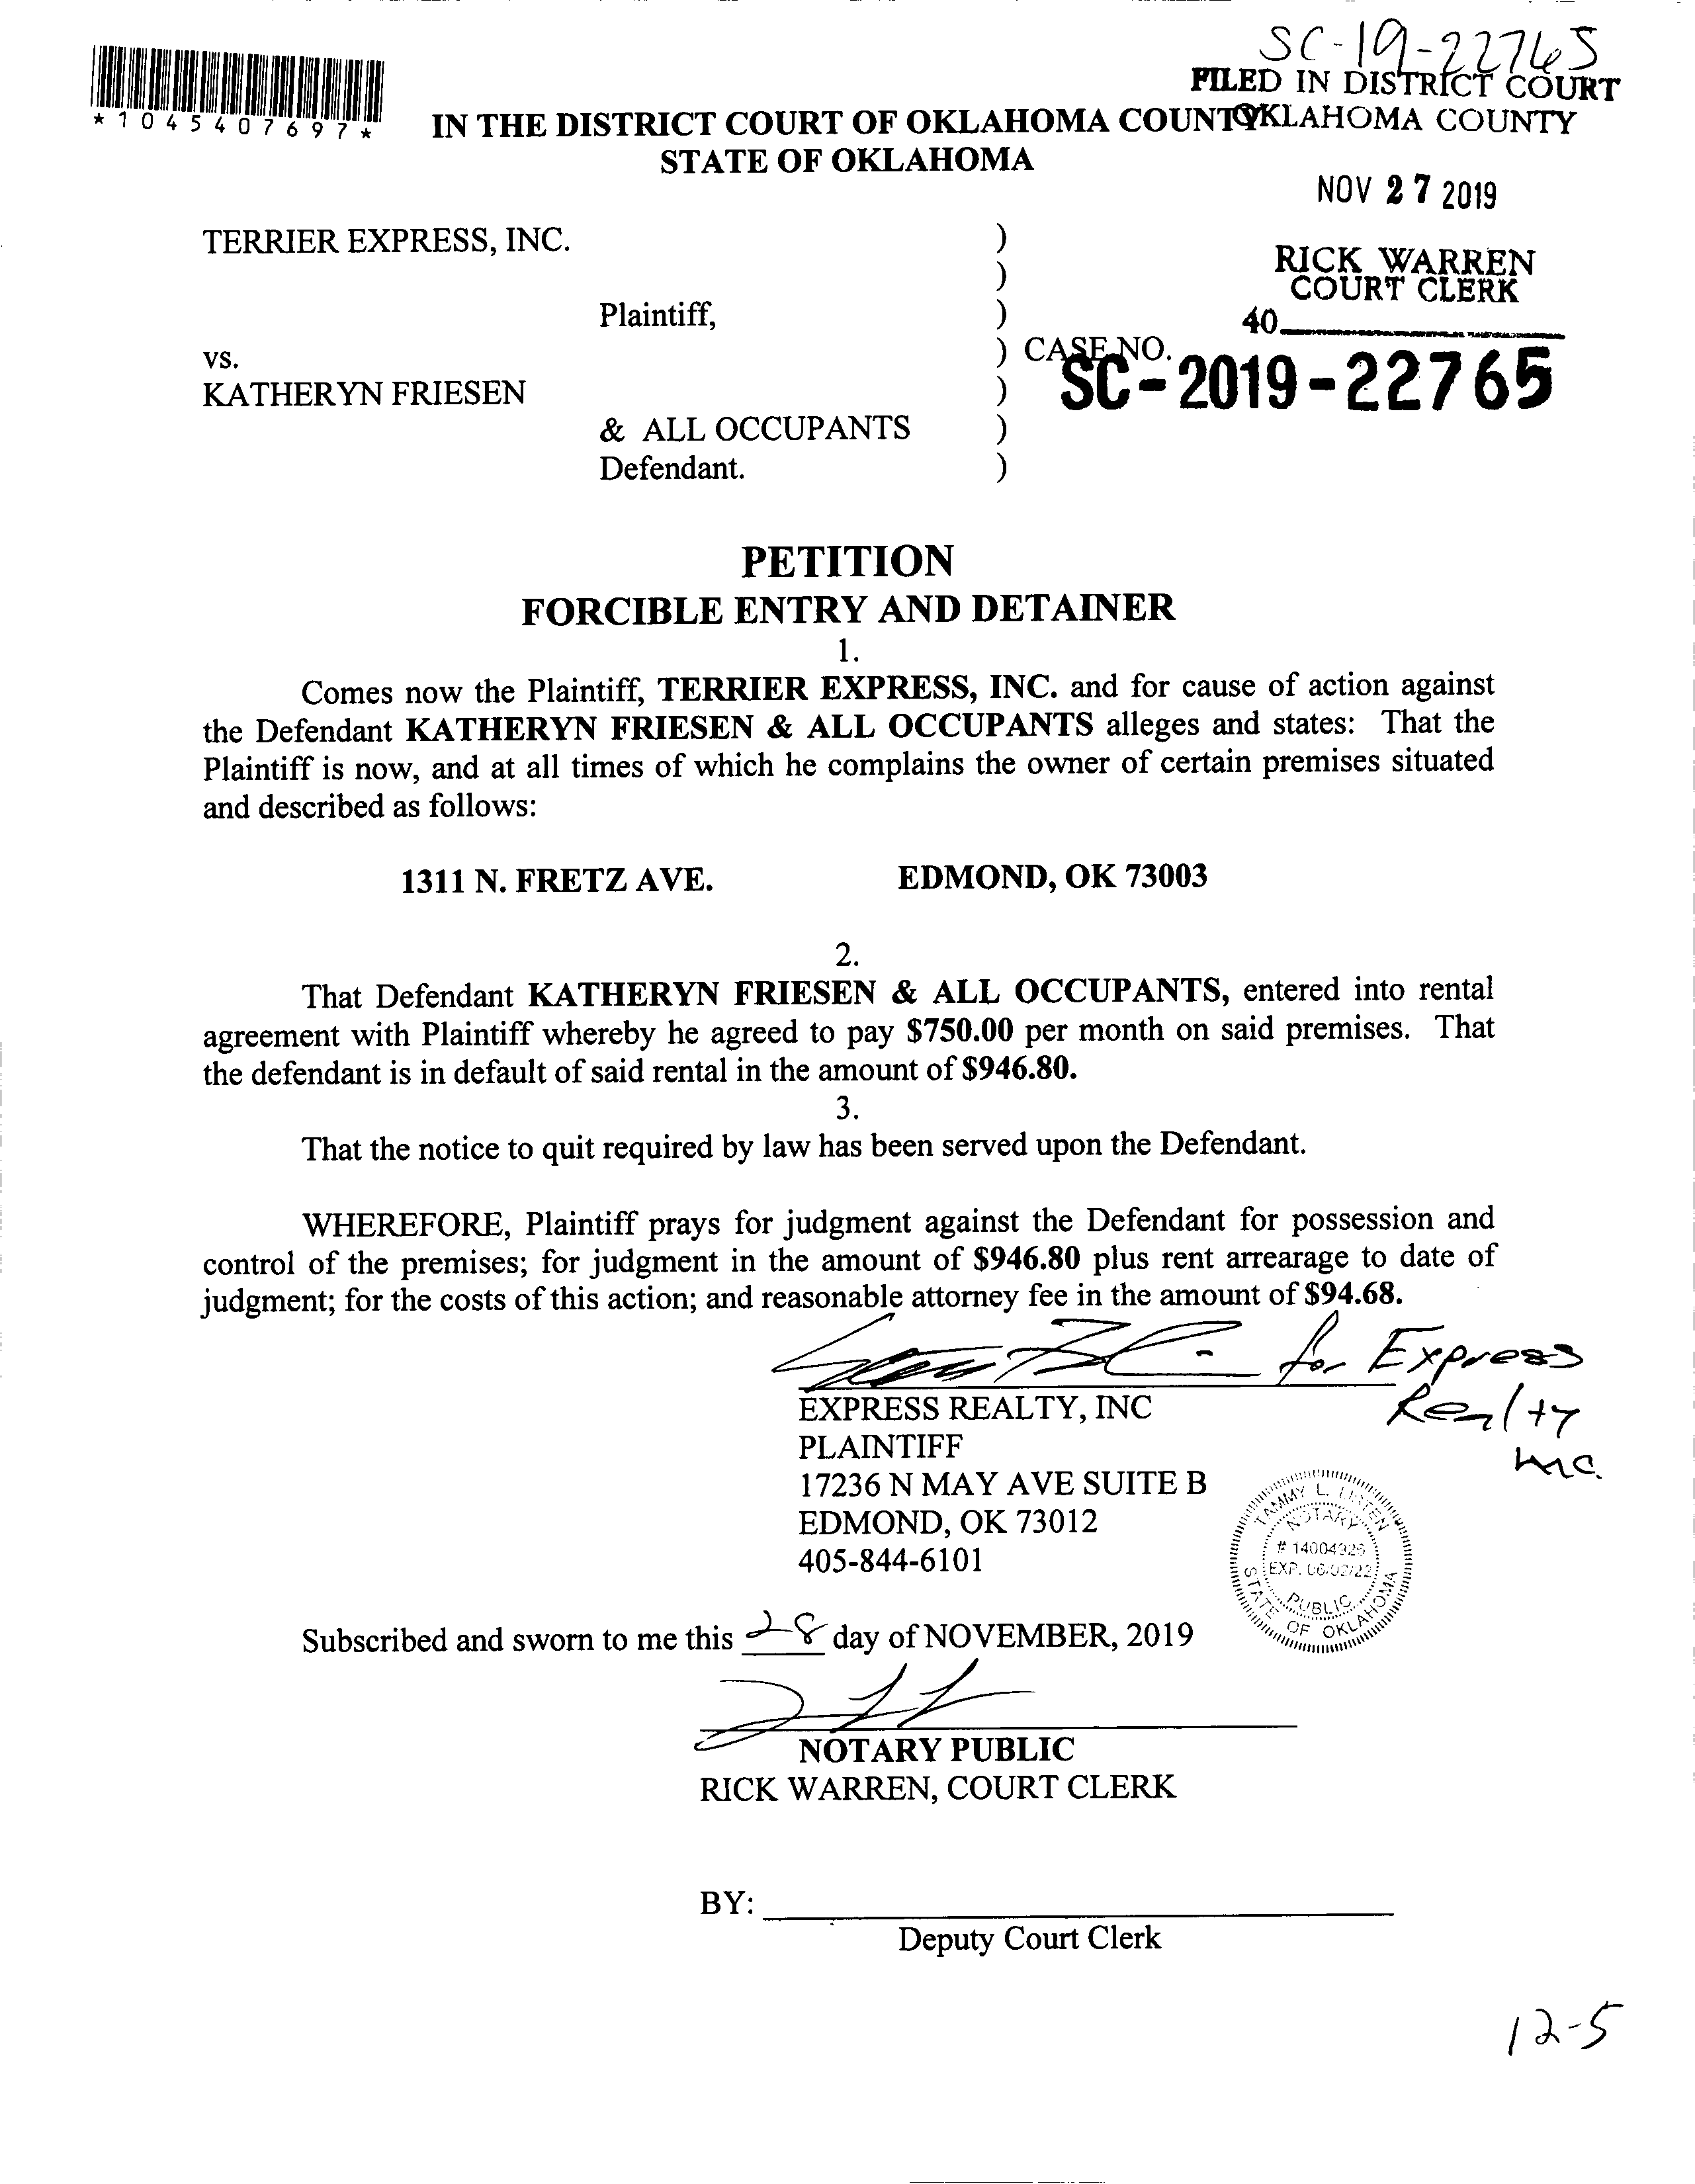 SC-19-22765
FILED IN DISTRICT COURT
OKLAHOMA COUNTY
*1045407697*
IN THE DISTRICT COURT OF OKLAHOMA COUNTY
STATE OF OKLAHOMA
NOV 27 2019
TERRIER EXPRESS, INC. )
)
RICK WARREN
COURT CLERK
Plaintiff, )
40
vs. ) CASE NO.
SC-2019-22765
KATHERYN FRIESEN )
& ALL OCCUPANTS )
Defendant. )
PETITION
FORCIBLE ENTRY AND DETAINER
1.
Comes now the Plaintiff, TERRIER EXPRESS, INC. and for cause of action against
the Defendant KATHERYN FRIESEN & ALL OCCUPANTS alleges and states: That the
Plaintiff is now, and at all times of which he complains the owner of certain premises situated
and described as follows:
1311 N. FRETZ AVE. EDMOND, OK 73003
2.
That Defendant KATHERYN FRIESEN & ALL OCCUPANTS, entered into rental
agreement with Plaintiff whereby he agreed to pay $750.00 per month on said premises. That
the defendant is in default of said rental in the amount of $946.80.
3.
That the notice to quit required by law has been served upon the Defendant.
WHEREFORE, Plaintiff prays for judgment against the Defendant for possession and
control of the premises; for judgment in the amount of $946.80 plus rent arrearage to date of
judgment; for the costs of this action; and reasonable attorney fee in the amount of $94.68.
for Express
Realty
Inc.
EXPRESS REALTY, INC
PLAINTIFF
17236 N MAY AVE SUITE B
EDMOND, OK 73012
405-844-6101
TAMMY L.
NOTARY
EXP. 06/02/22
PUBLIC
STATE OF OKLAHOMA
Subscribed and sworn to me this 28 day of NOVEMBER, 2019
NOTARY PUBLIC
RICK WARREN, COURT CLERK
BY:
Deputy Court Clerk
12-5